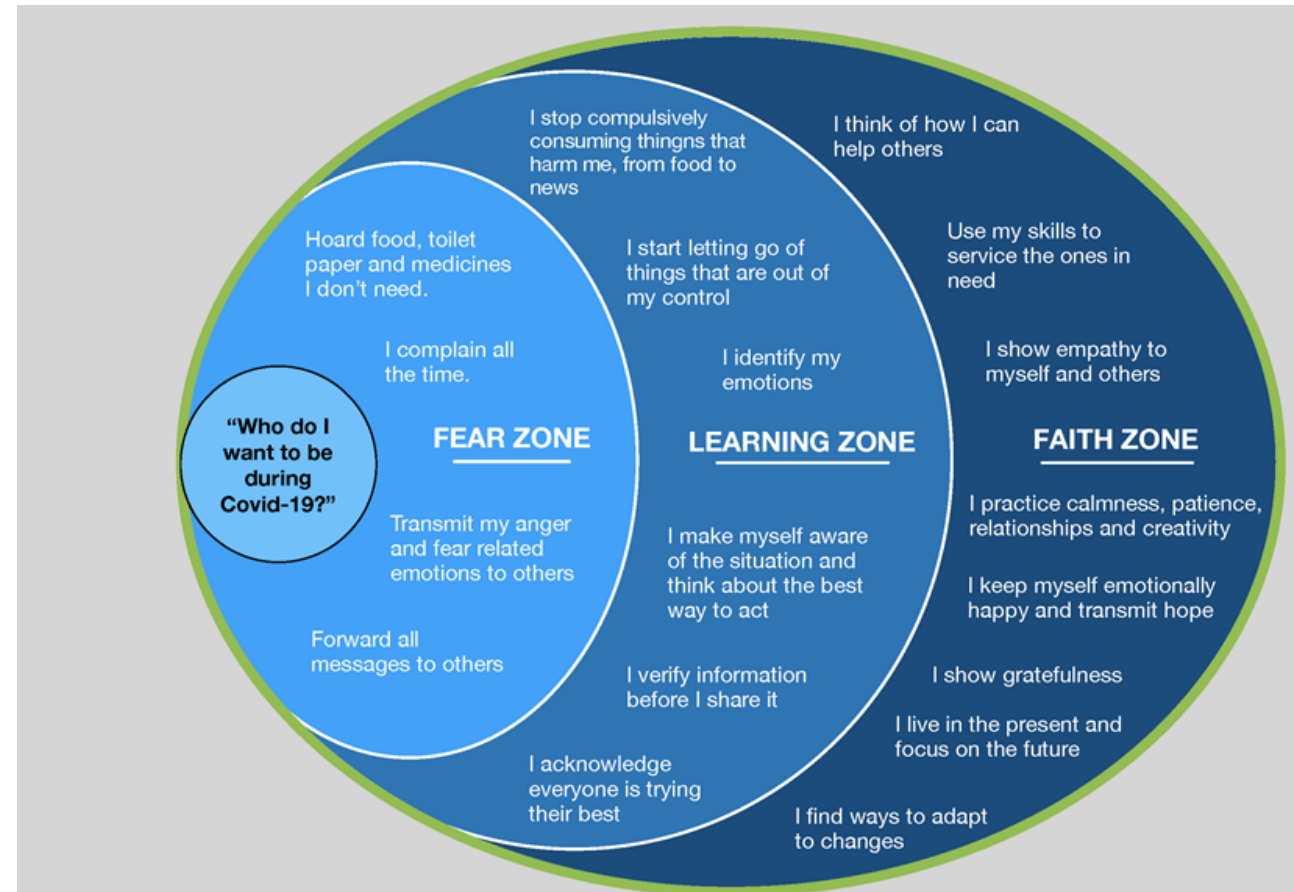 “Who do I
want to be
during
Covid-19?”
Hoard food, toilet
paper and medicines
I don’t need.
I complain all
the time.
FEAR ZONE
Transmit my anger
and fear related
emotions to others
Forward all
messages to others
I stop compulsively
consuming thingns that
harm me, from food to
news
I start letting go of
things that are out of
my control
I identify my
emotions
LEARNING ZONE
I make myself aware
of the situation and
think about the best
way to act
I verify information
before I share it
I acknowledge
everyone is trying
their best
I think of how I can
help others
Use my skills to
service the ones in
need
I show empathy to
myself and others
FAITH ZONE
I practice calmness, patience,
relationships and creativity
I keep myself emotionally
happy and transmit hope
I show gratefulness
I live in the present and
focus on the future
I find ways to adapt
to changes